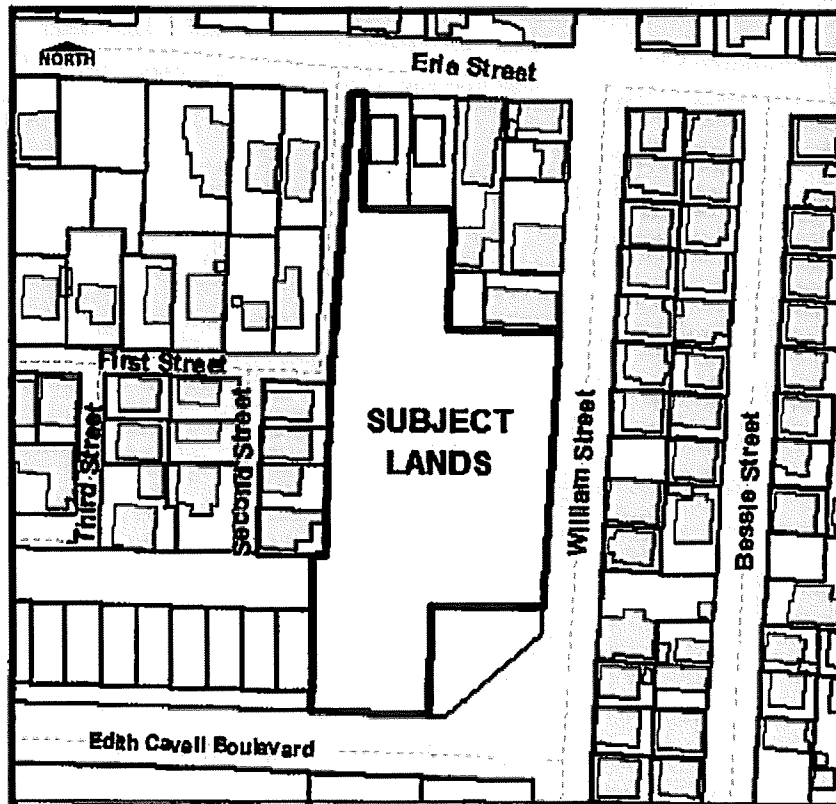 NORTH
Erie Street
First Street
SUBJECT
LANDS
Third Street
Second Street
William Street
Bessie Street
Edith Cavell Boulevard